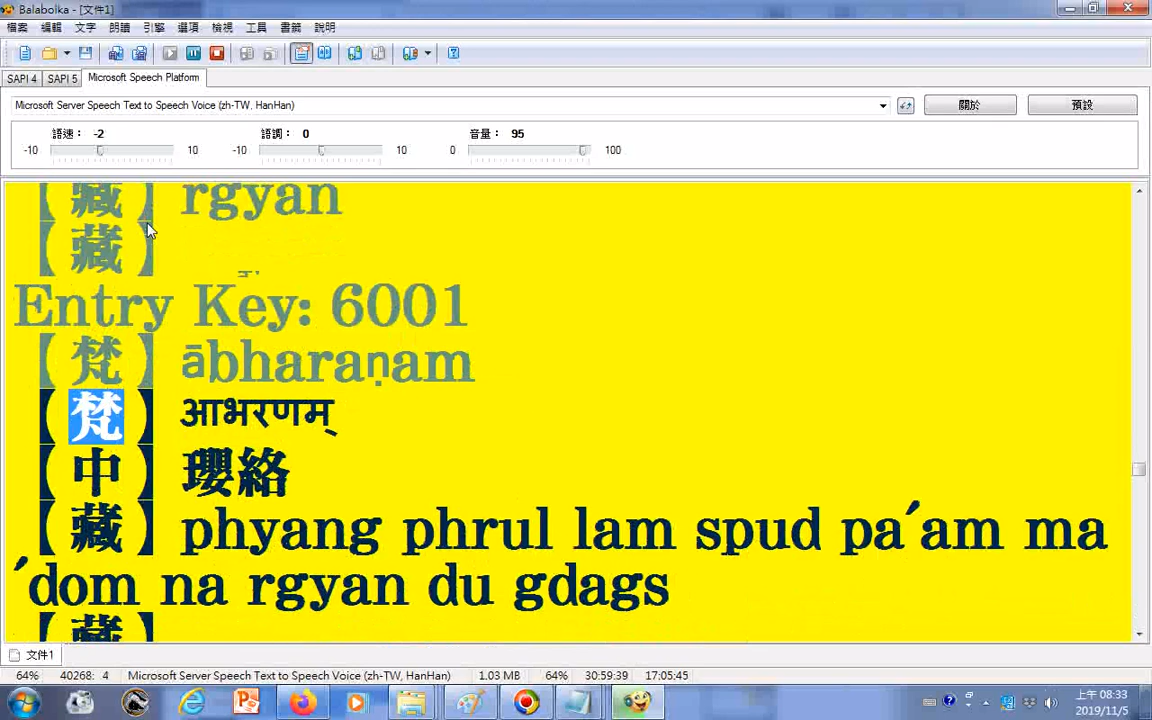 Balabolka - [文件1]
檔案 編輯 文字 朗讀 引擎 選項 檢視 工具 書籤 說明
SAPI 4 SAPI 5 Microsoft Speech Platform
Microsoft Server Speech Text to Speech Voice (zh-TW, HanHan) 關於 預設
語速： -2 語調： 0 音量： 95
-10 10 -10 10 0 100
【藏】 rgyan
【藏】
Entry Key: 6001
【梵】 ābharaṇam
【梵】 आभरणम्
【中】 瓔絡
【藏】 phyang phrul lam spud pa´am ma
´dom na rgyan du gdags
【藏】
文件1
64% 40268: 4 Microsoft Server Speech Text to Speech Voice (zh-TW, HanHan) 1.03 MB 64% 30:59:39 17:05:45
上午 08:33
2019/11/5